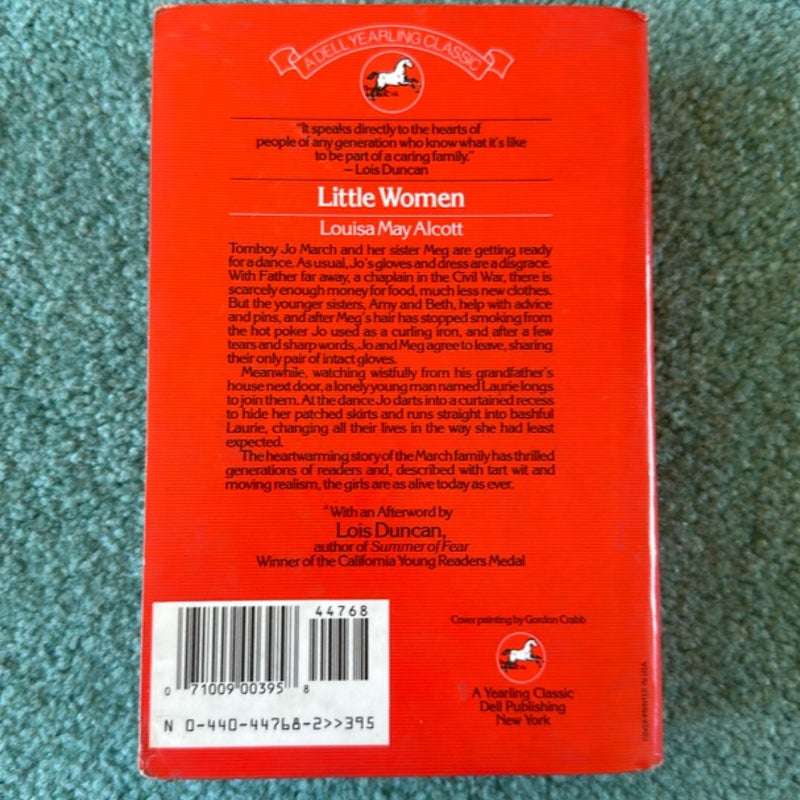 A DELL YEARLING CLASSIC
"It speaks directly to the hearts of
people of any generation who know what it's like
to be part of a caring family."
– Lois Duncan
Little Women
Louisa May Alcott
Tomboy Jo March and her sister Meg are getting ready
for a dance. As usual, Jo's gloves and dress are a disgrace.
With Father far away, a chaplain in the Civil War, there is
scarcely enough money for food, much less new clothes.
But the younger sisters, Amy and Beth, help with advice
and pins, and after Meg's hair has stopped smoking from
the hot poker Jo used as a curling iron, and after a few
tears and sharp words, Jo and Meg agree to leave, sharing
their only pair of intact gloves.
Meanwhile, watching wistfully from his grandfather's
house next door, a lonely young man named Laurie longs
to join them. At the dance Jo darts into a curtained recess
to hide her patched skirts and runs straight into bashful
Laurie, changing all their lives in the way she had least
expected.
The heartwarming story of the March family has thrilled
generations of readers and, described with tart wit and
moving realism, the girls are as alive today as ever.
*With an Afterword by
Lois Duncan,
author of Summer of Fear
Winner of the California Young Readers Medal
44768
0 71009 00395 8
N 0-440-44768-2>>395
Cover painting by Gordon Crabb
A Yearling Classic
Dell Publishing
New York
COVER PRINTED IN USA